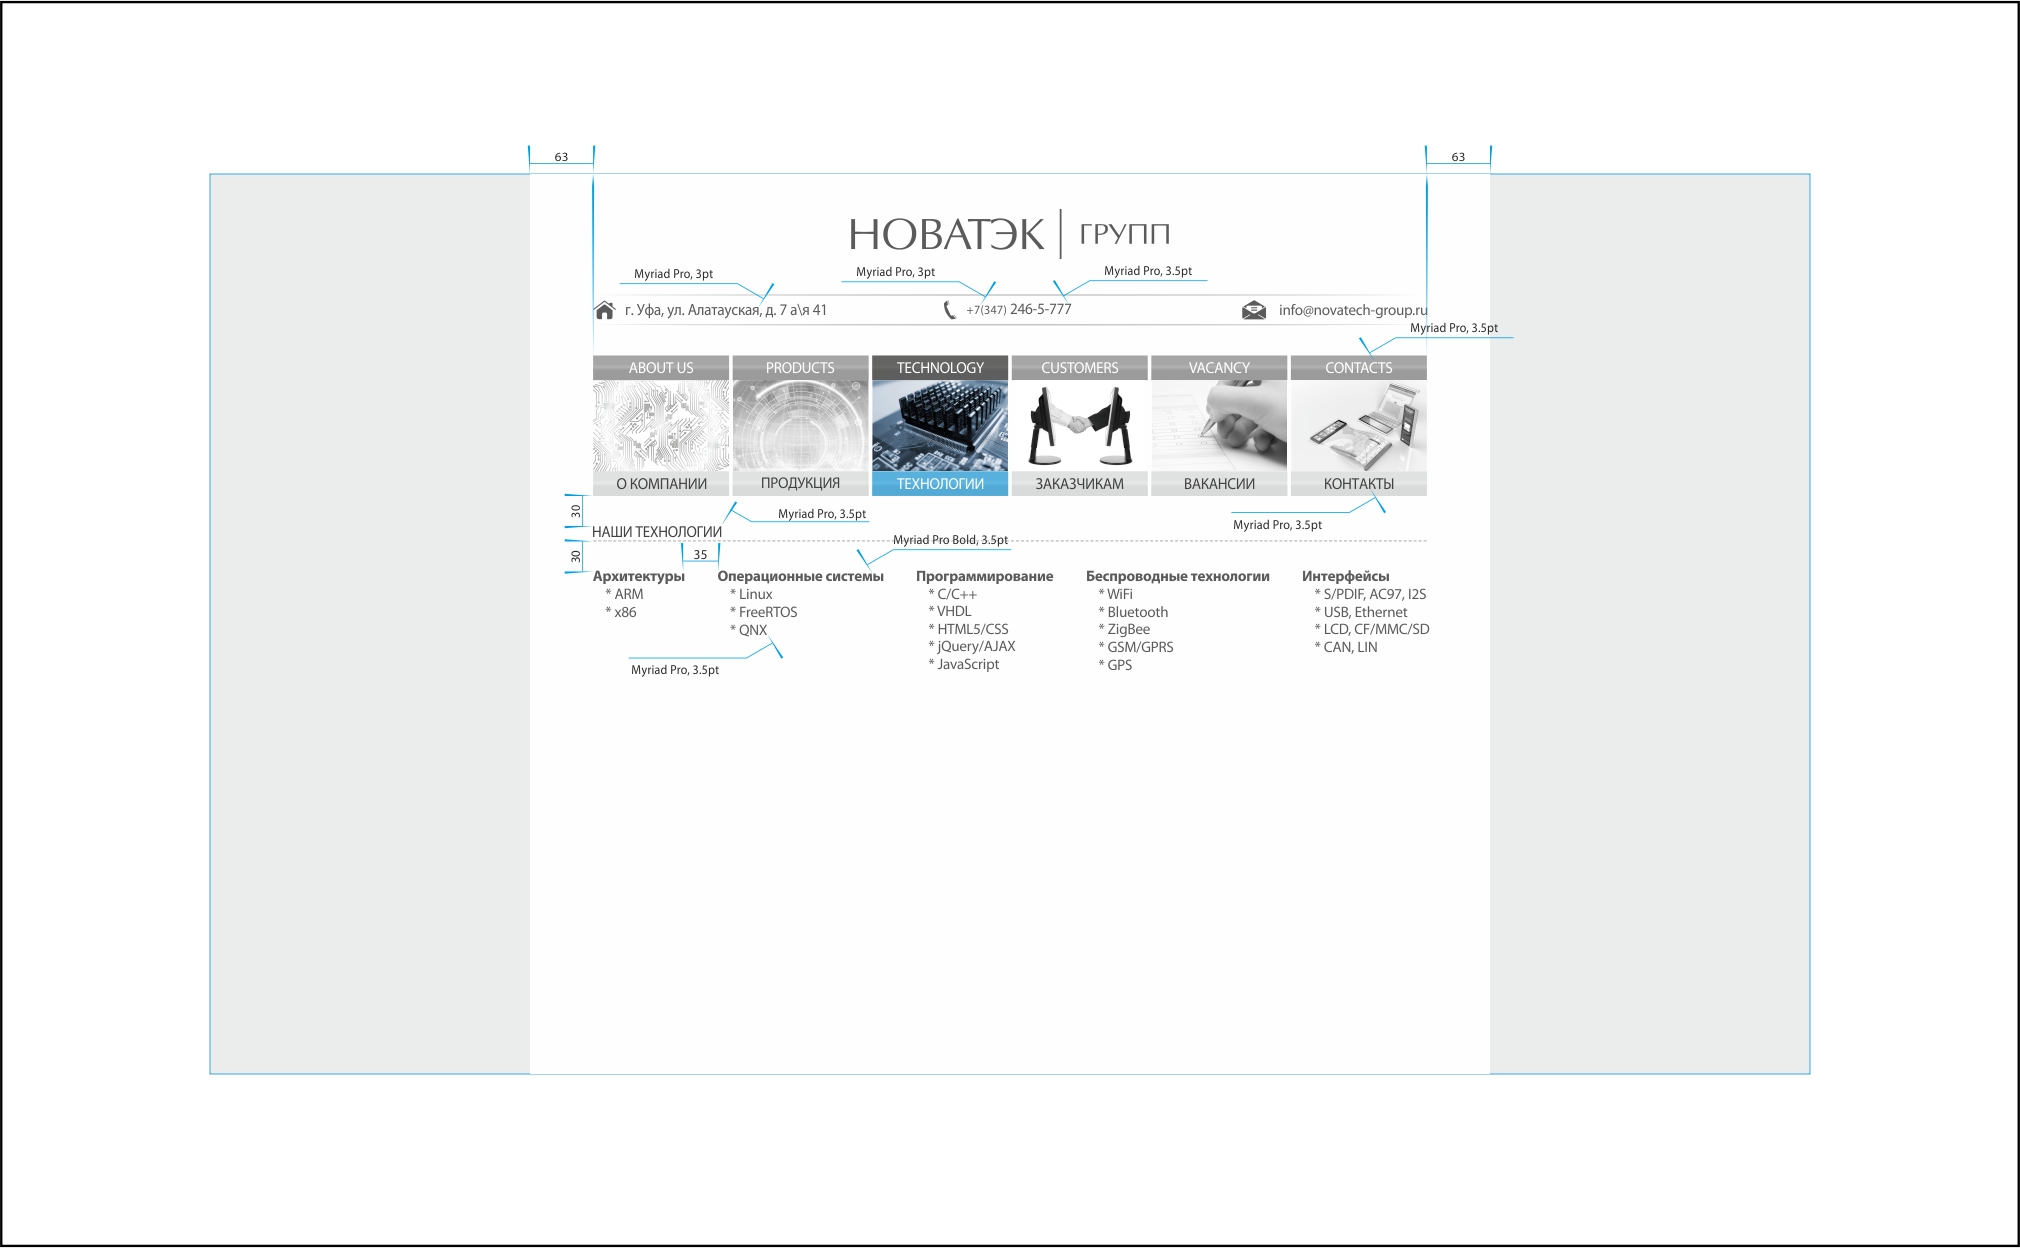 63
63
НОВАТЭК ГРУПП
Myriad Pro, 3pt
Myriad Pro, 3pt
Myriad Pro, 3.5pt
г. Уфа, ул. Алатауская, д. 7 а\я 41
+7(347) 246-5-777
info@novatech-group.ru
Myriad Pro, 3.5pt
ABOUT US
PRODUCTS
TECHNOLOGY
CUSTOMERS
VACANCY
CONTACTS
О КОМПАНИИ
ПРОДУКЦИЯ
ТЕХНОЛОГИИ
ЗАКАЗЧИКАМ
ВАКАНСИИ
КОНТАКТЫ
30
Myriad Pro, 3.5pt
Myriad Pro, 3.5pt
НАШИ ТЕХНОЛОГИИ
Myriad Pro Bold, 3.5pt
30
35
Архитектуры
* ARM
* x86
Операционные системы
* Linux
* FreeRTOS
* QNX
Myriad Pro, 3.5pt
Программирование
* C/C++
* VHDL
* HTML5/CSS
* jQuery/AJAX
* JavaScript
Беспроводные технологии
* WiFi
* Bluetooth
* ZigBee
* GSM/GPRS
* GPS
Интерфейсы
* S/PDIF, AC97, I2S
* USB, Ethernet
* LCD, CF/MMC/SD
* CAN, LIN